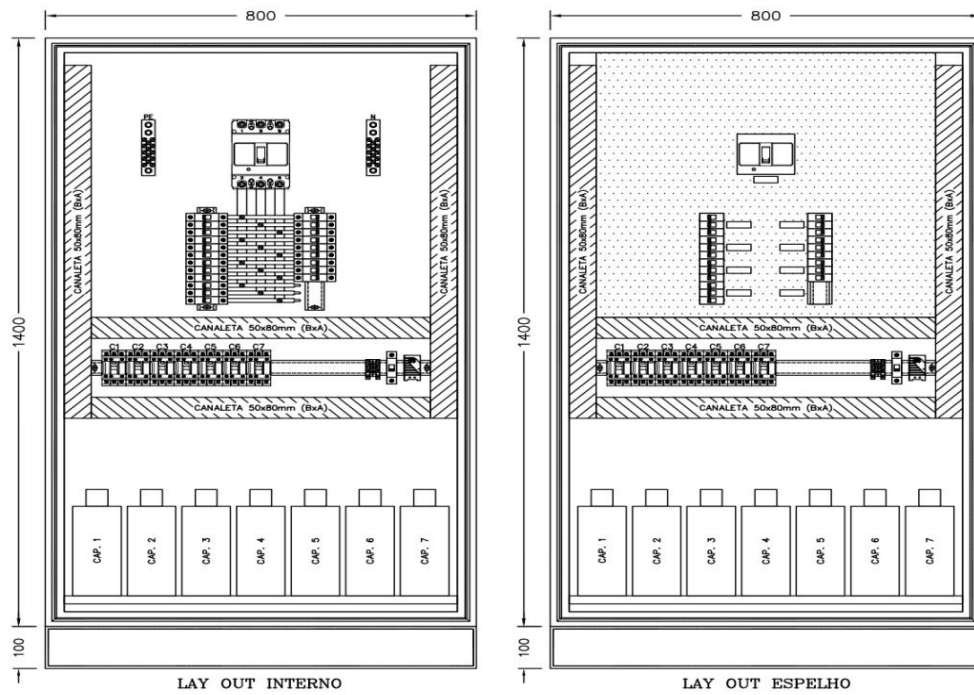 800
1400
100
PE
N
CANALETA 50x80mm (BxA)
CANALETA 50x80mm (BxA)
CANALETA 50x80mm (BxA)
C1 C2 C3 C4 C5 C6 C7
CANALETA 50x80mm (BxA)
CAP. 1 CAP. 2 CAP. 3 CAP. 4 CAP. 5 CAP. 6 CAP. 7
LAY OUT INTERNO
800
1400
100
CANALETA 50x80mm (BxA)
CANALETA 50x80mm (BxA)
CANALETA 50x80mm (BxA)
C1 C2 C3 C4 C5 C6 C7
CANALETA 50x80mm (BxA)
CAP. 1 CAP. 2 CAP. 3 CAP. 4 CAP. 5 CAP. 6 CAP. 7
LAY OUT ESPELHO